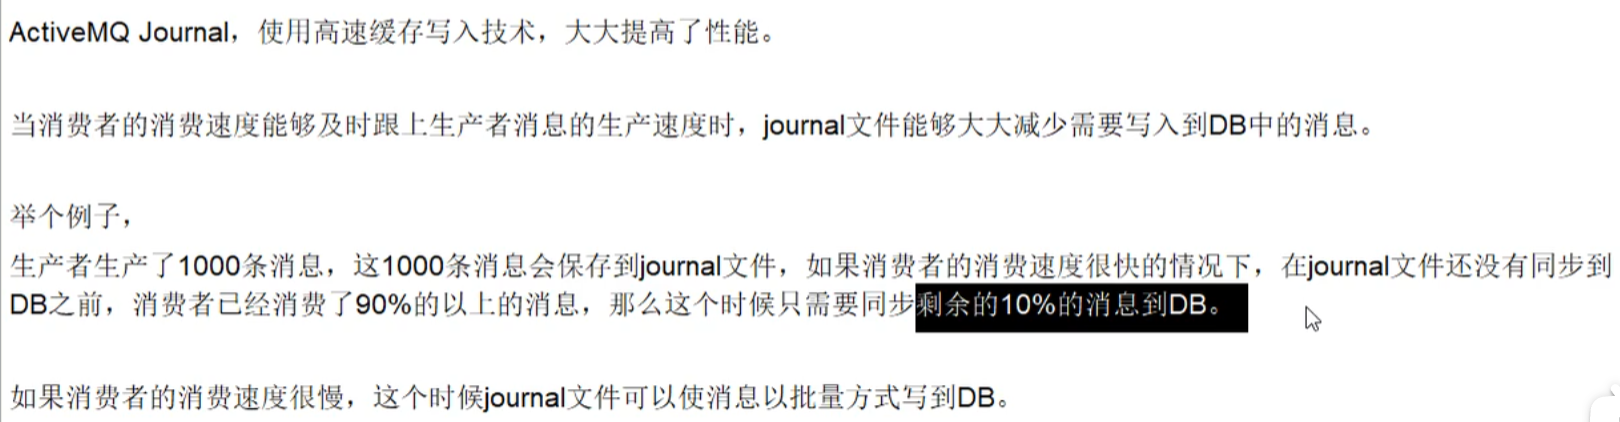 ActiveMQ Journal，使用高速缓存写入技术，大大提高了性能。
当消费者的消费速度能够及时跟上生产者消息的生产速度时，journal文件能够大大减少需要写入到DB中的消息。
举个例子，
生产者生产了1000条消息，这1000条消息会保存到journal文件，如果消费者的消费速度很快的情况下，在journal文件还没有同步到
DB之前，消费者已经消费了90%的以上的消息，那么这个时候只需要同步剩余的10%的消息到DB。
如果消费者的消费速度很慢，这个时候journal文件可以使消息以批量方式写到DB。